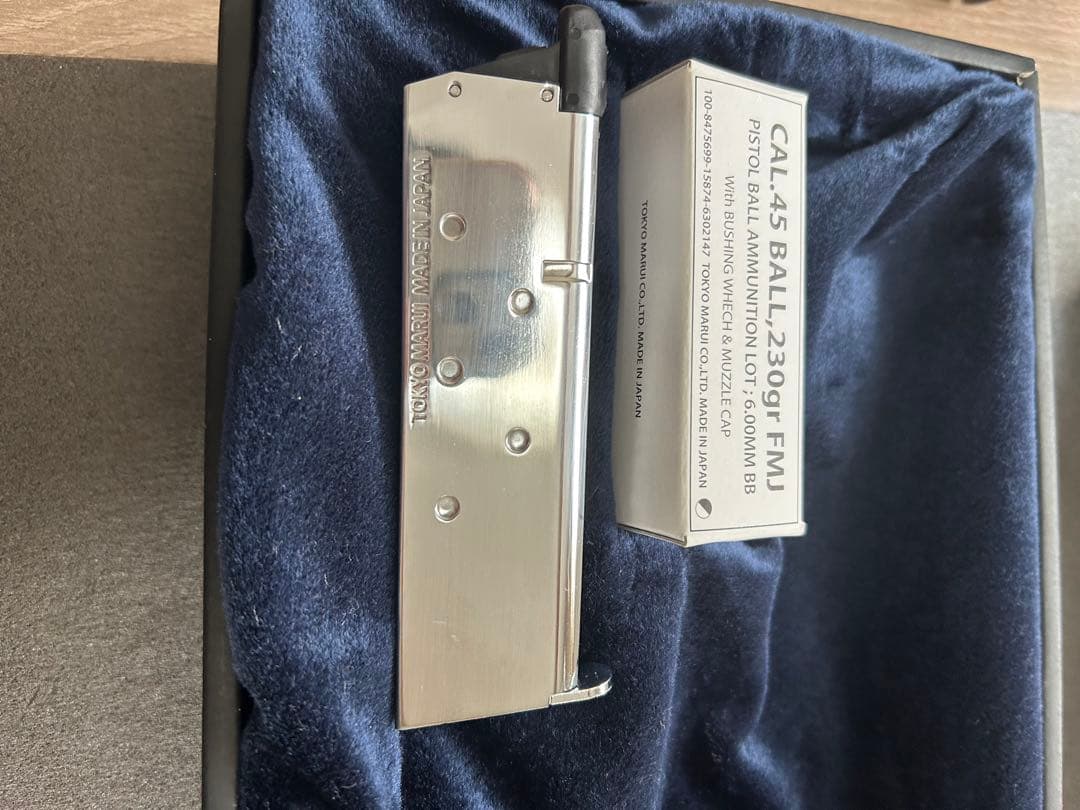 TOKYO MARUI MADE IN JAPAN
CAL.45 BALL,230gr FMJ
PISTOL BALL AMMUNITION LOT ; 6.00MM BB
With BUSHING WHECH & MUZZLE CAP
100-8475699-15874-6302147 TOKYO MARUI CO.,LTD. MADE IN JAPAN
TOKYO MARUI CO.,LTD. MADE IN JAPAN